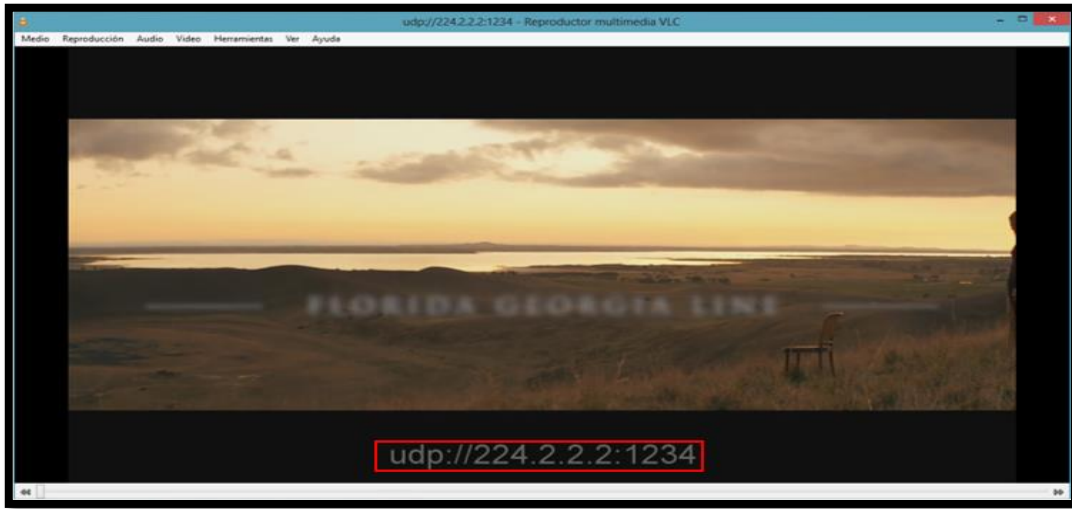 udp://224.2.2.2:1234 - Reproductor multimedia VLC
Medio Reproducción Audio Video Herramientas Ver Ayuda
FLORIDA GEORGIA LINE
udp://224.2.2.2:1234